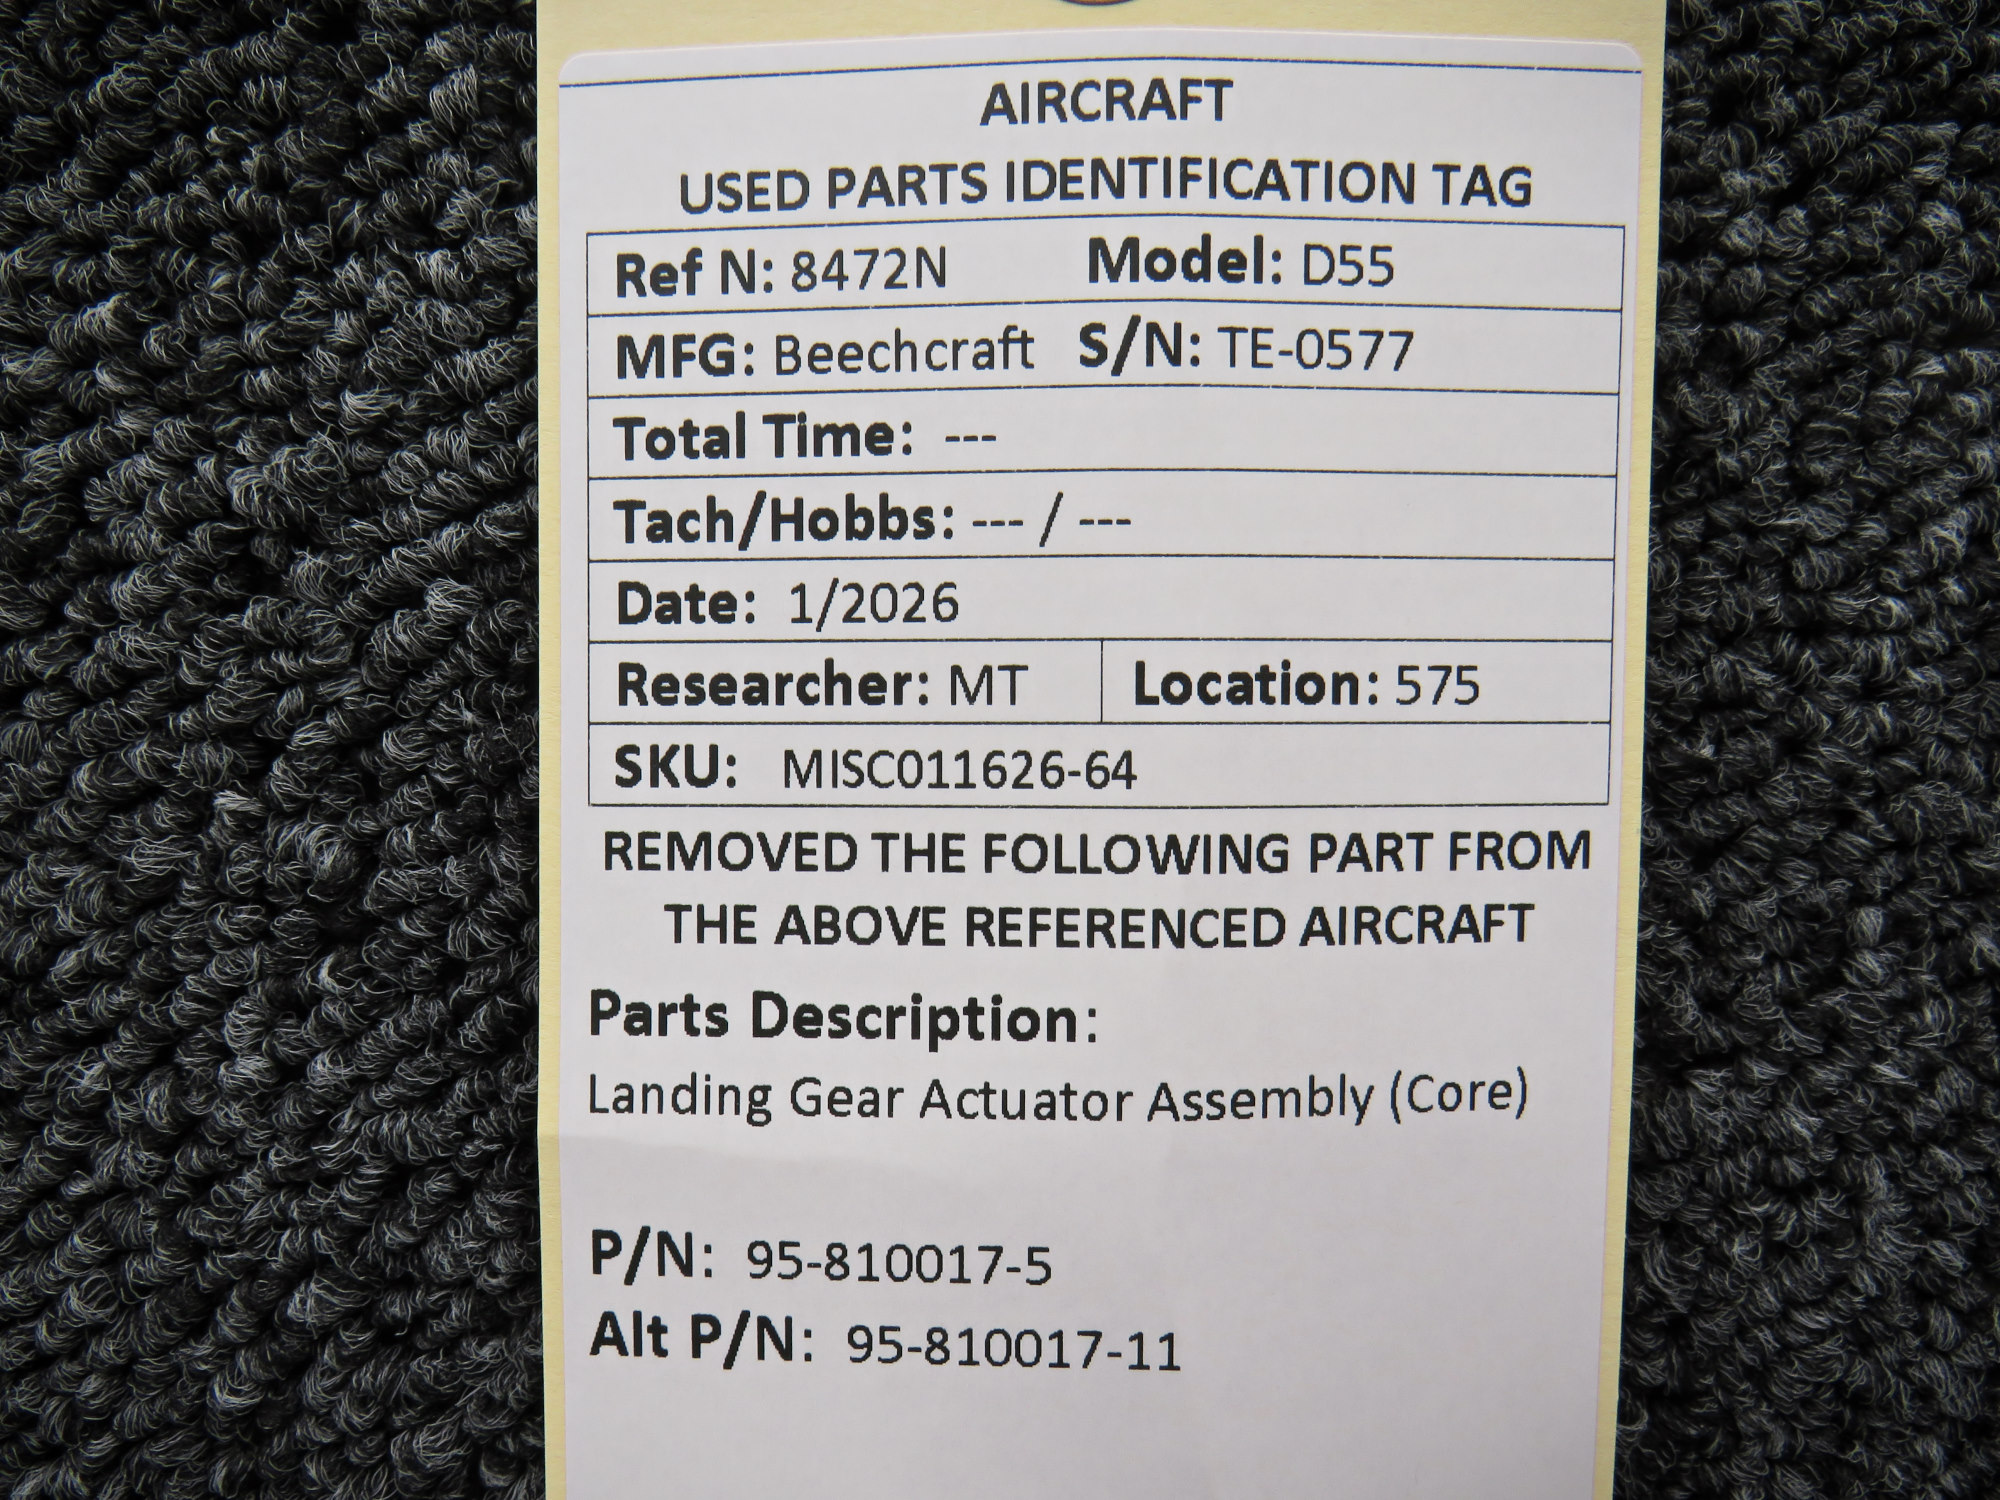 AIRCRAFT
USED PARTS IDENTIFICATION TAG
Ref N: 8472N Model: D55
MFG: Beechcraft S/N: TE-0577
Total Time: ---
Tach/Hobbs: --- / ---
Date: 1/2026
Researcher: MT Location: 575
SKU: MISC011626-64
REMOVED THE FOLLOWING PART FROM
THE ABOVE REFERENCED AIRCRAFT
Parts Description:
Landing Gear Actuator Assembly (Core)
P/N: 95-810017-5
Alt P/N: 95-810017-11